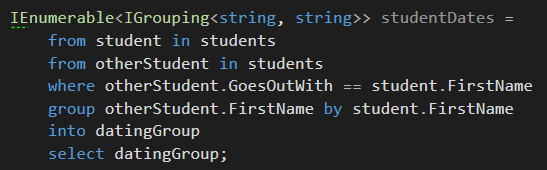 IEnumerable<IGrouping<string, string>> studentDates =
from student in students
from otherStudent in students
where otherStudent.GoesOutWith == student.FirstName
group otherStudent.FirstName by student.FirstName
into datingGroup
select datingGroup;